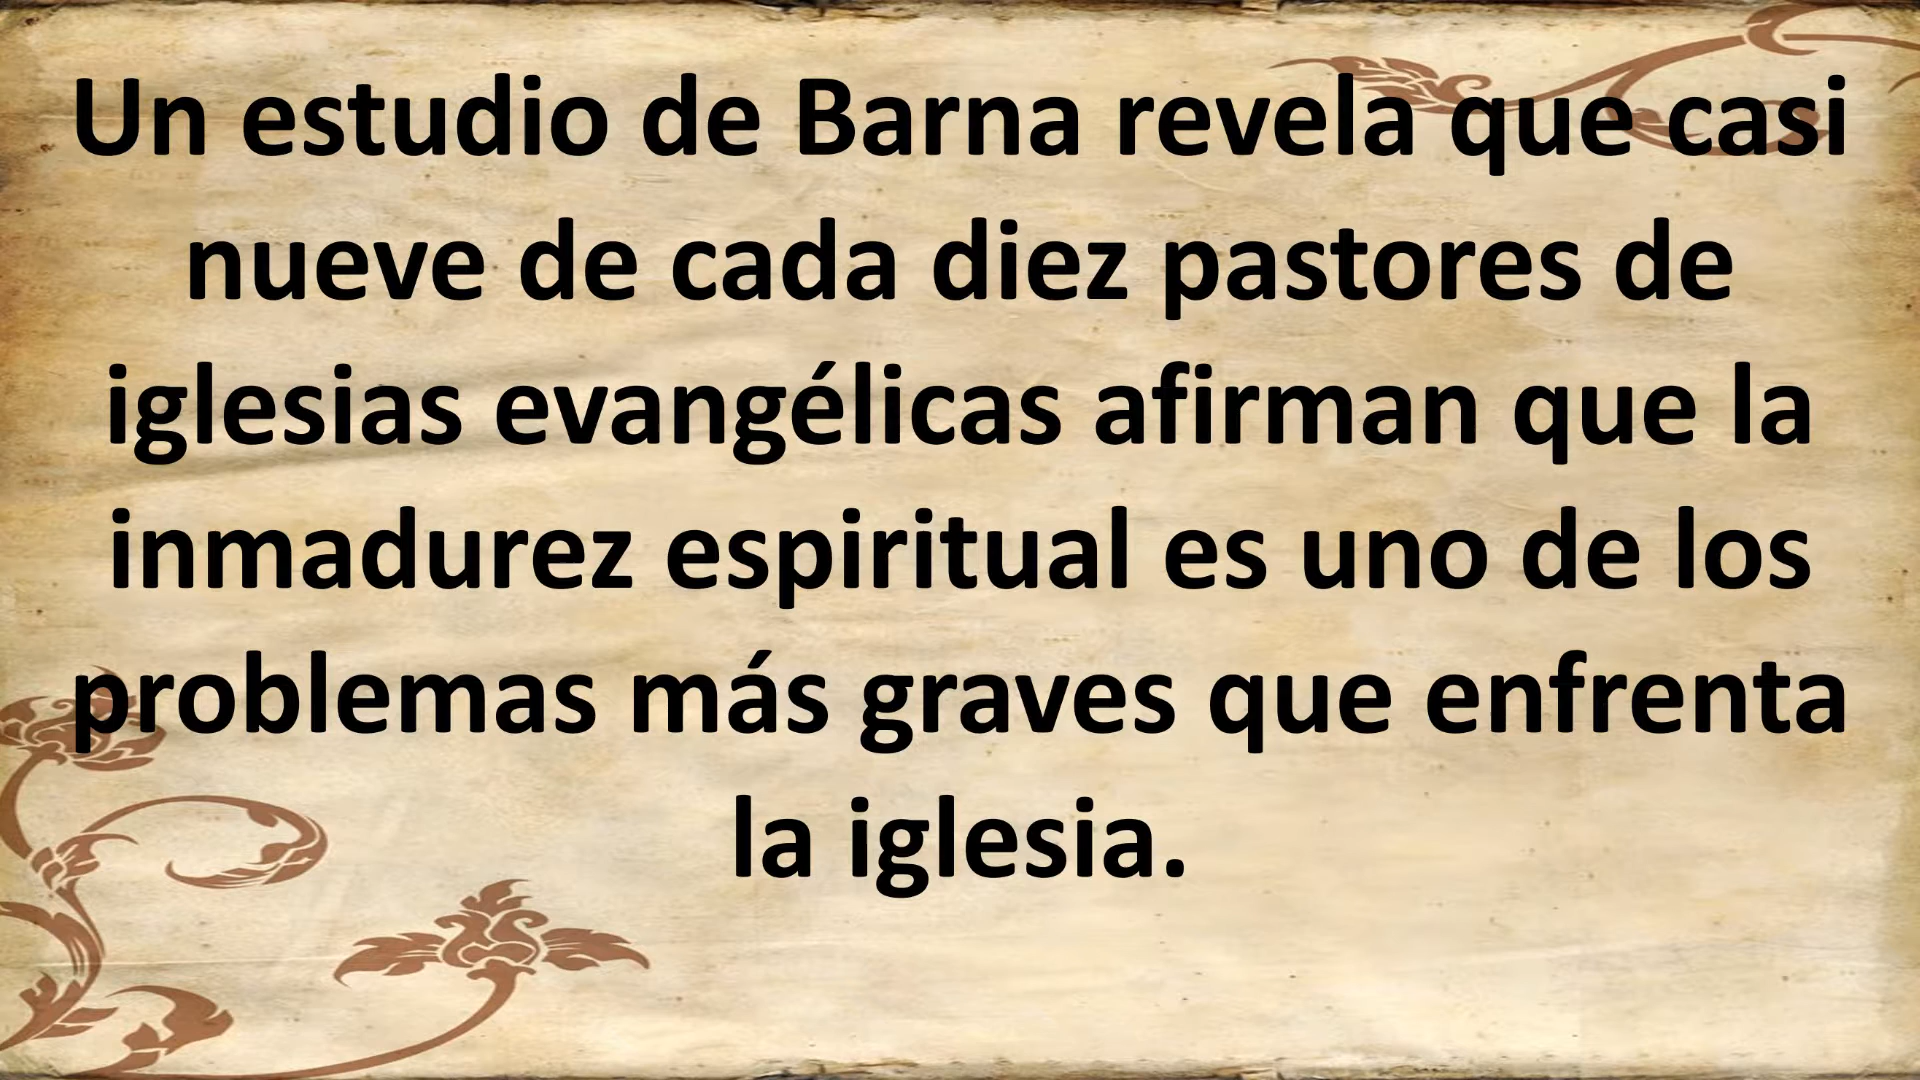 Un estudio de Barna revela que casi
nueve de cada diez pastores de
iglesias evangélicas afirman que la
inmadurez espiritual es uno de los
problemas más graves que enfrenta
la iglesia.